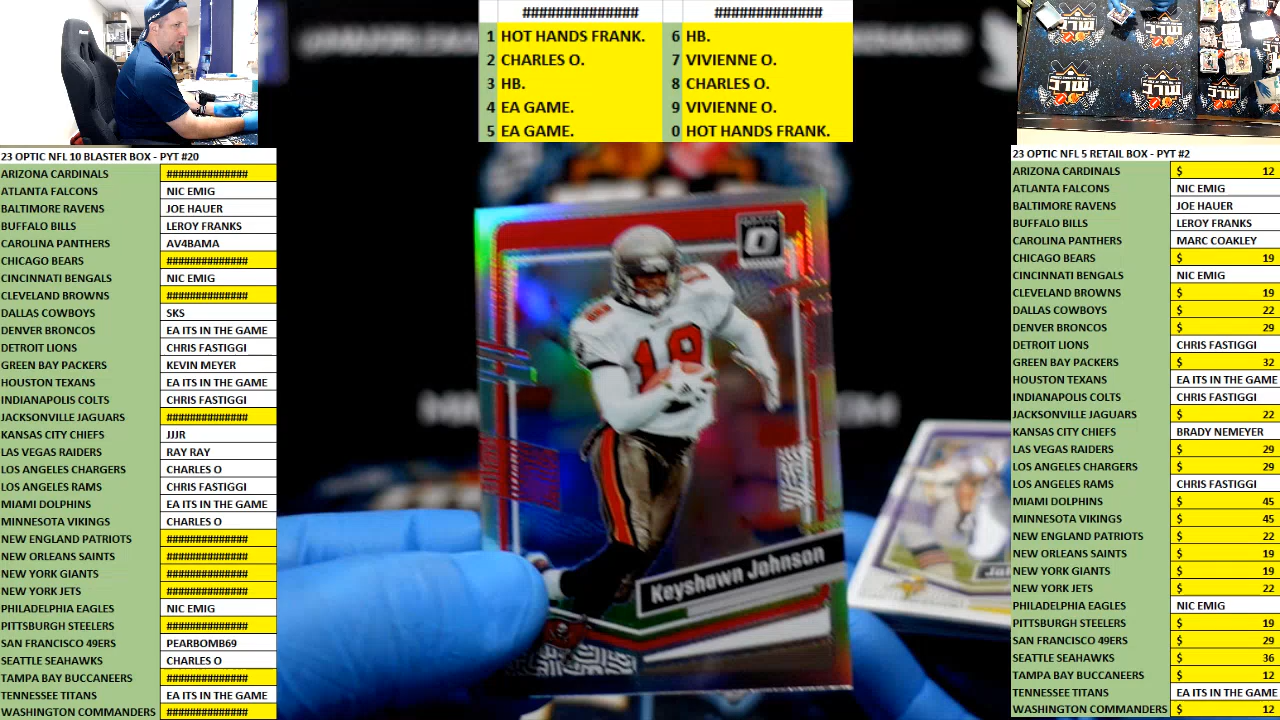 ############## #############
1 HOT HANDS FRANK. 6 HB.
2 CHARLES O. 7 VIVIENNE O.
3 HB. 8 CHARLES O.
4 EA GAME. 9 VIVIENNE O.
5 EA GAME. 0 HOT HANDS FRANK.
23 OPTIC NFL 10 BLASTER BOX - PYT #20
ARIZONA CARDINALS ##############
ATLANTA FALCONS NIC EMIG
BALTIMORE RAVENS JOE HAUER
BUFFALO BILLS LEROY FRANKS
CAROLINA PANTHERS AV4BAMA
CHICAGO BEARS ##############
CINCINNATI BENGALS NIC EMIG
CLEVELAND BROWNS ##############
DALLAS COWBOYS SKS
DENVER BRONCOS EA ITS IN THE GAME
DETROIT LIONS CHRIS FASTIGGI
GREEN BAY PACKERS KEVIN MEYER
HOUSTON TEXANS EA ITS IN THE GAME
INDIANAPOLIS COLTS CHRIS FASTIGGI
JACKSONVILLE JAGUARS ##############
KANSAS CITY CHIEFS JJJR
LAS VEGAS RAIDERS RAY RAY
LOS ANGELES CHARGERS CHARLES O
LOS ANGELES RAMS CHRIS FASTIGGI
MIAMI DOLPHINS EA ITS IN THE GAME
MINNESOTA VIKINGS CHARLES O
NEW ENGLAND PATRIOTS ##############
NEW ORLEANS SAINTS ##############
NEW YORK GIANTS ##############
NEW YORK JETS ##############
PHILADELPHIA EAGLES NIC EMIG
PITTSBURGH STEELERS ##############
SAN FRANCISCO 49ERS PEARBOMB69
SEATTLE SEAHAWKS CHARLES O
TAMPA BAY BUCCANEERS ##############
TENNESSEE TITANS EA ITS IN THE GAME
WASHINGTON COMMANDERS ##############
19
Keyshawn Johnson
23 OPTIC NFL 5 RETAIL BOX - PYT #2
ARIZONA CARDINALS $ 12
ATLANTA FALCONS NIC EMIG
BALTIMORE RAVENS JOE HAUER
BUFFALO BILLS LEROY FRANKS
CAROLINA PANTHERS MARC COAKLEY
CHICAGO BEARS $ 19
CINCINNATI BENGALS NIC EMIG
CLEVELAND BROWNS $ 19
DALLAS COWBOYS $ 22
DENVER BRONCOS $ 29
DETROIT LIONS CHRIS FASTIGGI
GREEN BAY PACKERS $ 32
HOUSTON TEXANS EA ITS IN THE GAME
INDIANAPOLIS COLTS CHRIS FASTIGGI
JACKSONVILLE JAGUARS $ 22
KANSAS CITY CHIEFS BRADY NEMEYER
LAS VEGAS RAIDERS $ 29
LOS ANGELES CHARGERS $ 29
LOS ANGELES RAMS CHRIS FASTIGGI
MIAMI DOLPHINS $ 45
MINNESOTA VIKINGS $ 45
NEW ENGLAND PATRIOTS $ 22
NEW ORLEANS SAINTS $ 19
NEW YORK GIANTS $ 19
NEW YORK JETS $ 22
PHILADELPHIA EAGLES NIC EMIG
PITTSBURGH STEELERS $ 19
SAN FRANCISCO 49ERS $ 29
SEATTLE SEAHAWKS $ 36
TAMPA BAY BUCCANEERS $ 12
TENNESSEE TITANS EA ITS IN THE GAME
WASHINGTON COMMANDERS $ 12